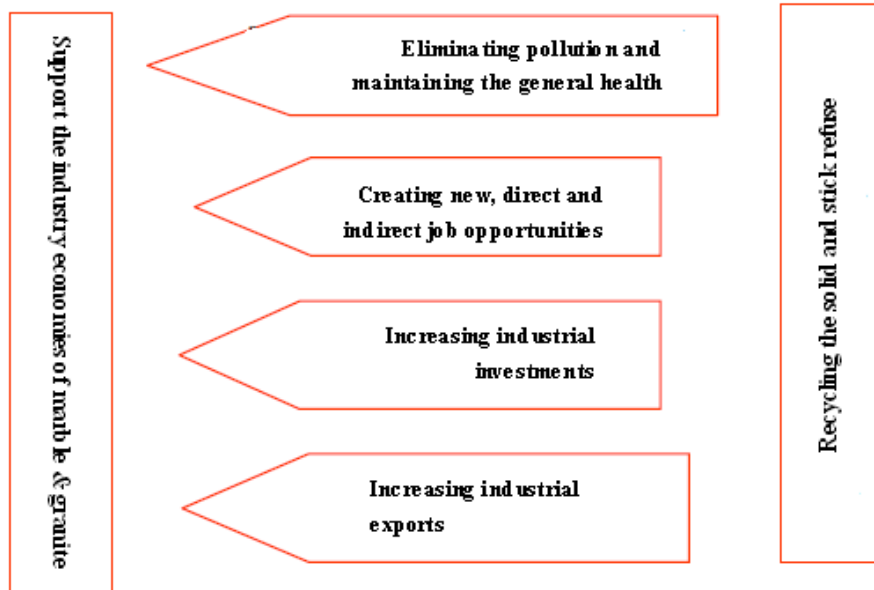 Support the industry economies of marble & granite
Eliminating pollution and
maintaining the general health
Creating new, direct and
indirect job opportunities
Increasing industrial
investments
Increasing industrial
exports
Recycling the solid and stick refuse